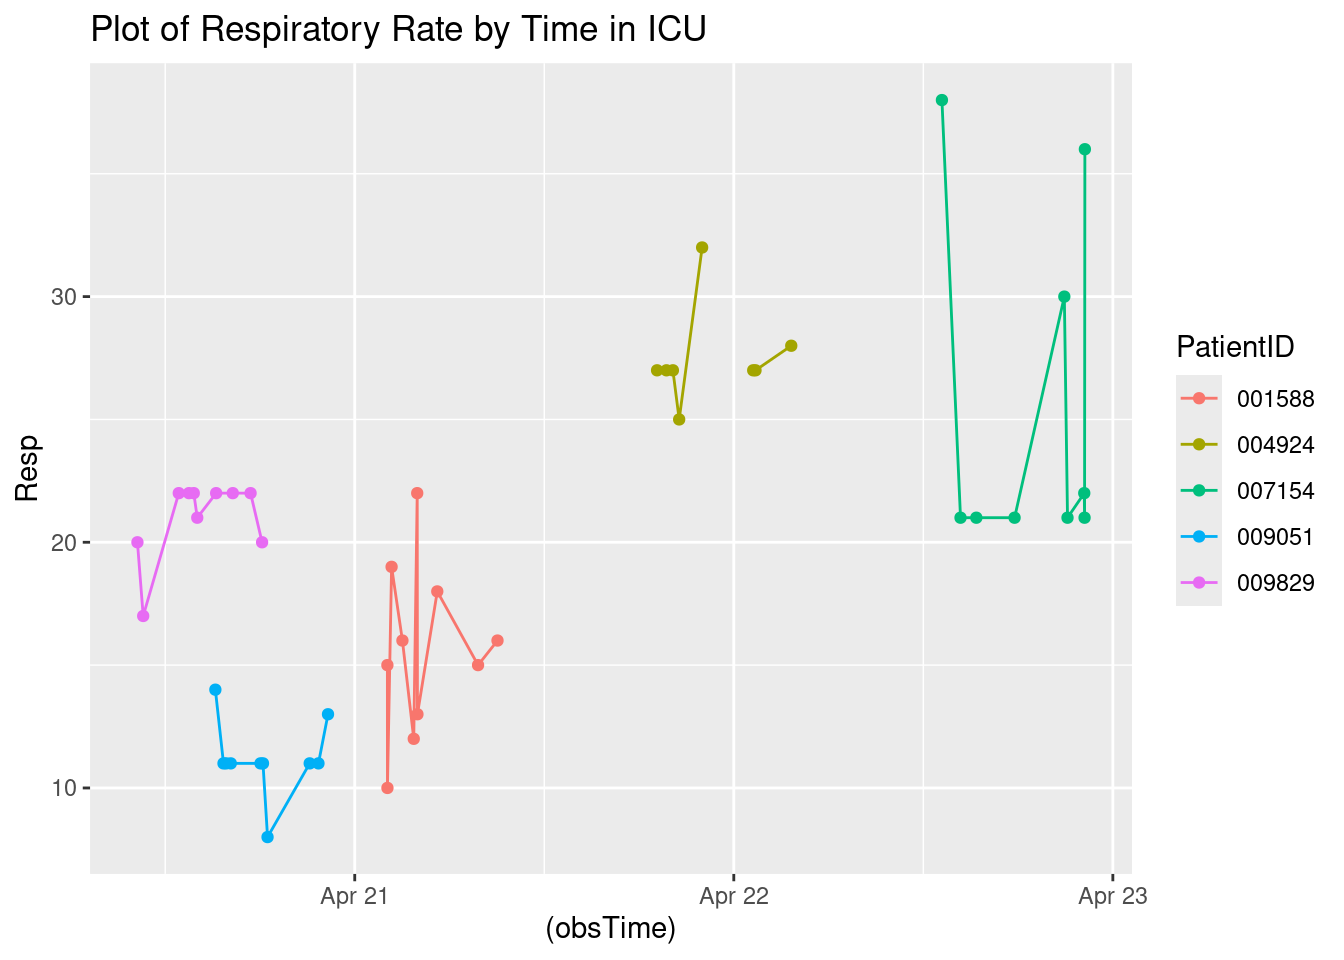 Plot of Respiratory Rate by Time in ICU
Resp
30
20
10
Apr 21
Apr 22
Apr 23
(obsTime)
PatientID
001588
004924
007154
009051
009829